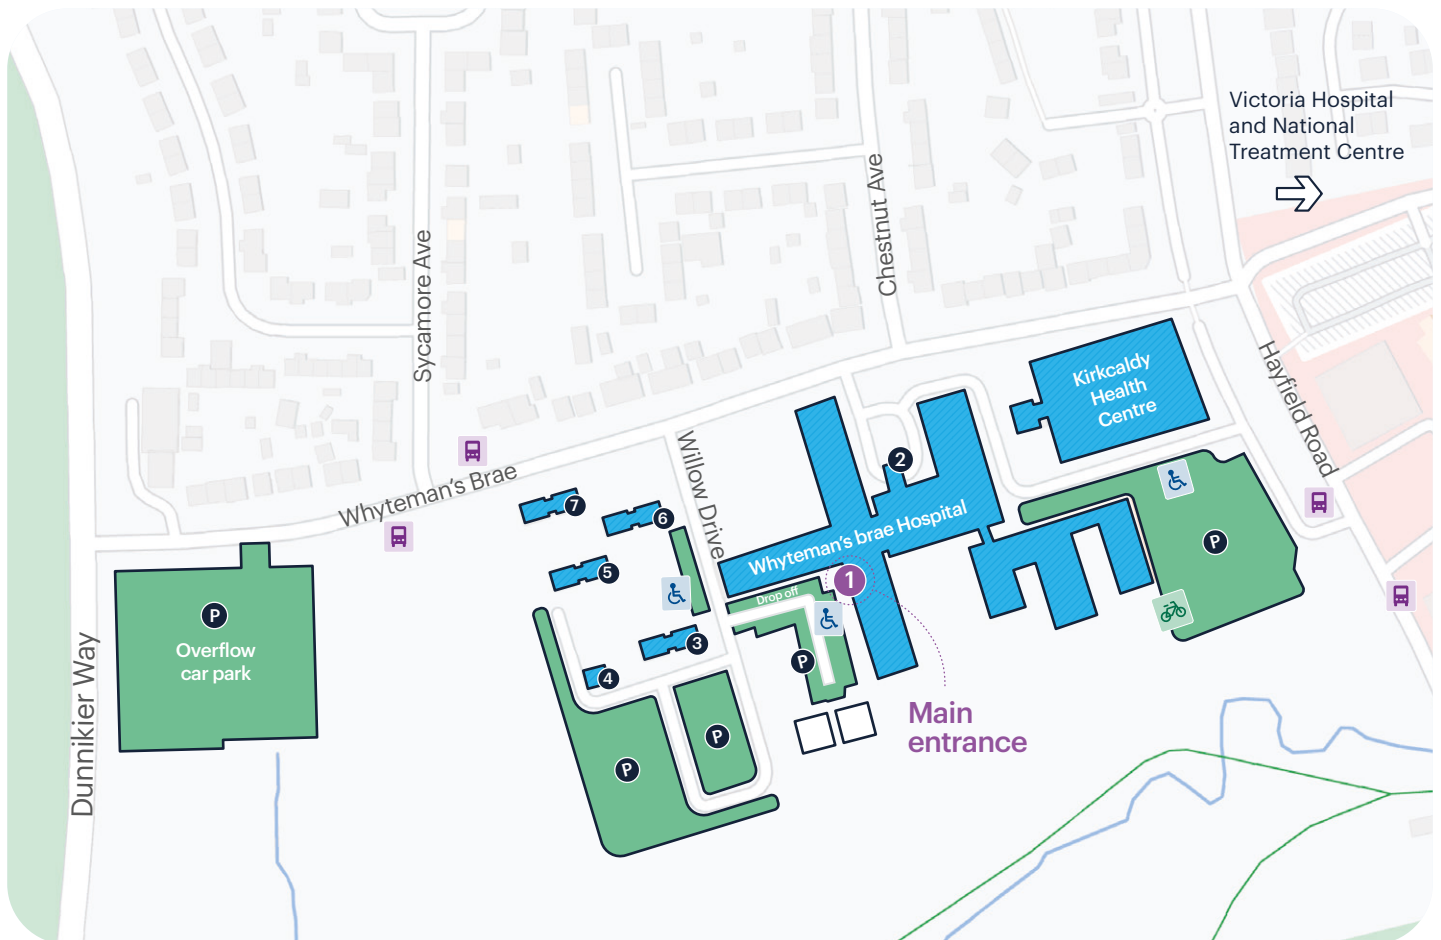 Victoria Hospital
and National
Treatment Centre
Chestnut Ave
Sycamore Ave
Hayfield Road
Kirkcaldy
Health
Centre
Willow Drive
2
Whyteman's Brae
7
6
Whyteman's brae Hospital
P
5
1
Drop off
P
Overflow
car park
3
P
4
Dunnikier Way
Main
entrance
P
P